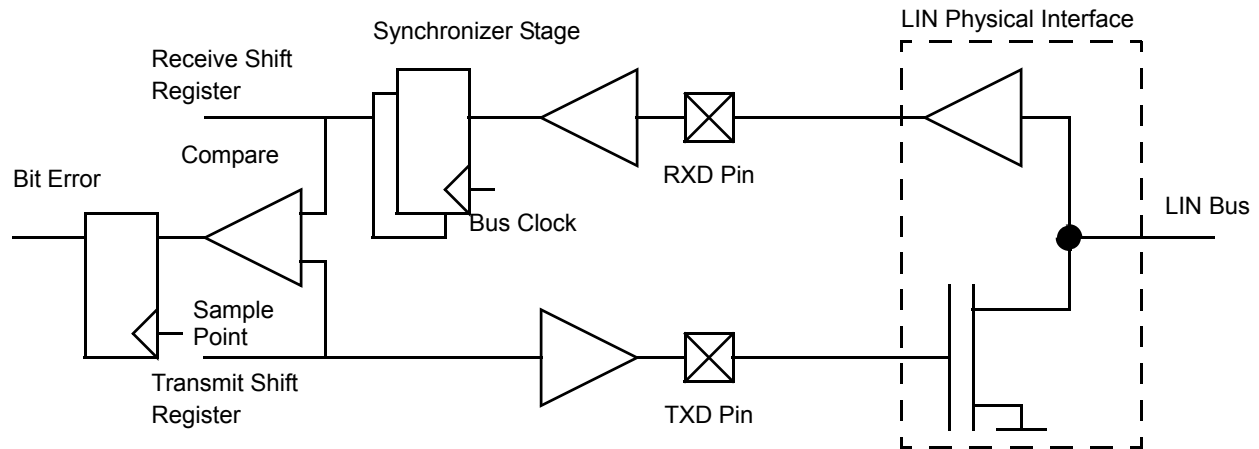 LIN Physical Interface
Synchronizer Stage
Receive Shift
Register
Compare
RXD Pin
Bit Error
Bus Clock
LIN Bus
Sample
Point
Transmit Shift
Register
TXD Pin